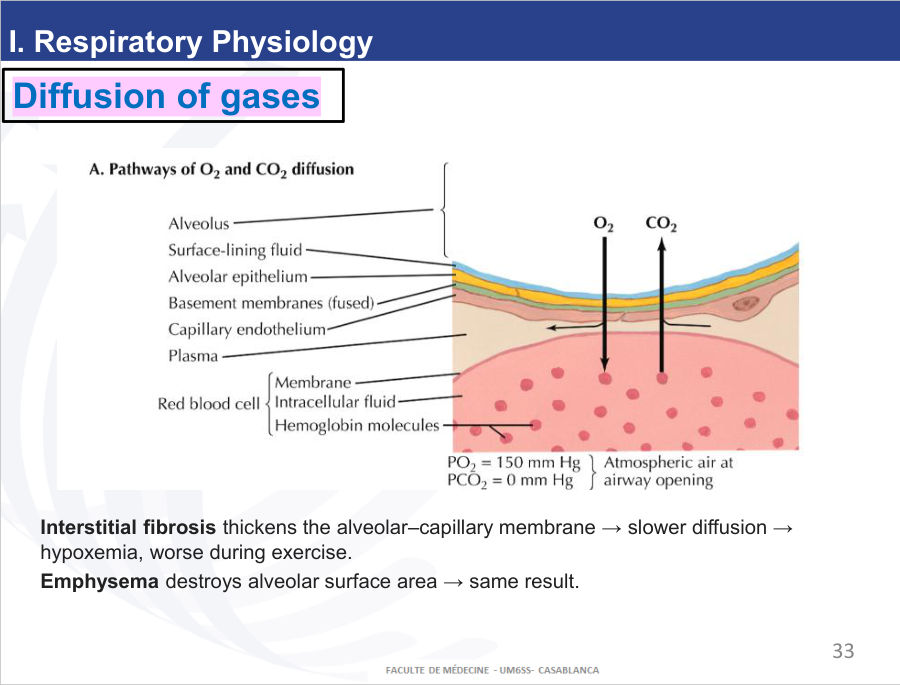 I. Respiratory Physiology
Diffusion of gases
A. Pathways of O₂ and CO₂ diffusion
Alveolus
O₂ CO₂
Surface-lining fluid
Alveolar epithelium
Basement membranes (fused)
Capillary endothelium
Plasma
Red blood cell
Membrane
Intracellular fluid
Hemoglobin molecules
PO₂ = 150 mm Hg
PCO₂ = 0 mm Hg
Atmospheric air at
airway opening
Interstitial fibrosis thickens the alveolar–capillary membrane → slower diffusion →
hypoxemia, worse during exercise.
Emphysema destroys alveolar surface area → same result.
33
FACULTE DE MÉDECINE - UM6SS- CASABLANCA